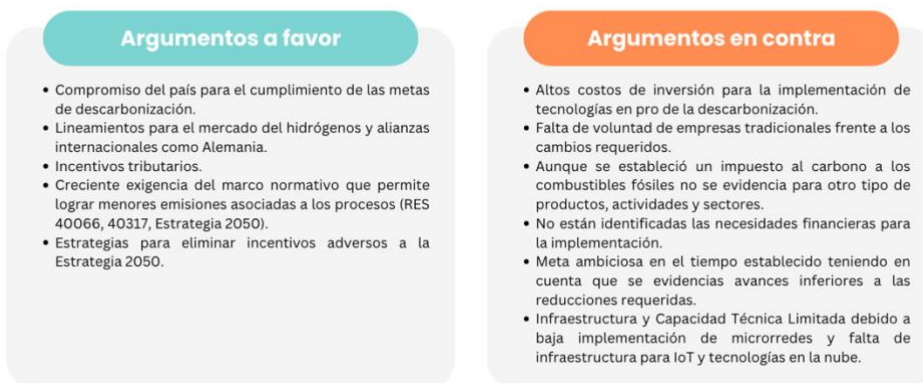 Argumentos a favor
• Compromiso del país para el cumplimiento de las metas
de descarbonización.
• Lineamientos para el mercado del hidrógenos y alianzas
internacionales como Alemania.
• Incentivos tributarios.
• Creciente exigencia del marco normativo que permite
lograr menores emisiones asociadas a los procesos (RES
40066, 40317, Estrategia 2050).
• Estrategias para eliminar incentivos adversos a la
Estrategia 2050.
Argumentos en contra
• Altos costos de inversión para la implementación de
tecnologías en pro de la descarbonización.
• Falta de voluntad de empresas tradicionales frente a los
cambios requeridos.
• Aunque se estableció un impuesto al carbono a los
combustibles fósiles no se evidencia para otro tipo de
productos, actividades y sectores.
• No están identificadas las necesidades financieras para
la implementación.
• Meta ambiciosa en el tiempo establecido teniendo en
cuenta que se evidencias avances inferiores a las
reducciones requeridas.
• Infraestructura y Capacidad Técnica Limitada debido a
baja implementación de microrredes y falta de
infraestructura para IoT y tecnologías en la nube.